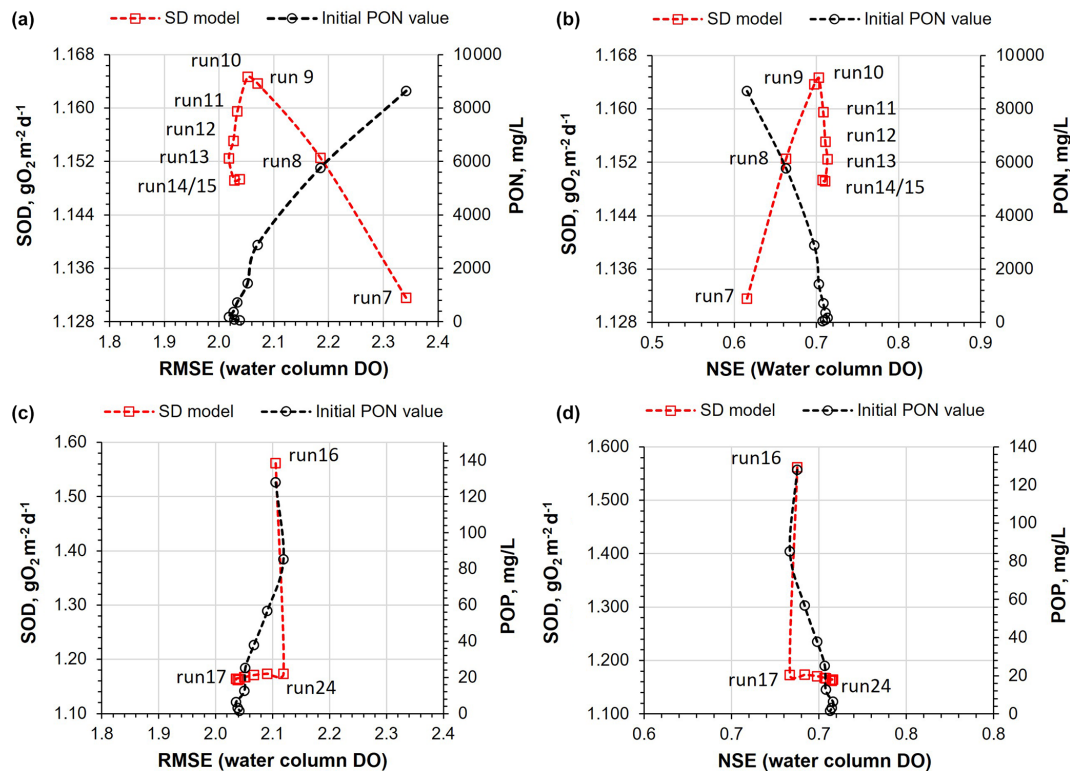 (a) SD model Initial PON value
SOD, gO₂ m⁻² d⁻¹
1.168
1.160
1.152
1.144
1.136
1.128
run10
run 9
run11
run12
run13
run8
run14/15
run7
10000
8000
6000
4000
2000
0
PON, mg/L
1.8 1.9 2.0 2.1 2.2 2.3 2.4
RMSE (water column DO)
(b) SD model Initial PON value
SOD, gO₂ m⁻² d⁻¹
1.168
1.160
1.152
1.144
1.136
1.128
run9
run10
run11
run12
run8
run13
run14/15
run7
10000
8000
6000
4000
2000
0
PON, mg/L
0.5 0.6 0.7 0.8 0.9
NSE (Water column DO)
(c) SD model Initial PON value
SOD, gO₂ m⁻² d⁻¹
1.60
1.50
1.40
1.30
1.20
1.10
run16
run17
run24
140
120
100
80
60
40
20
0
POP, mg/L
1.8 1.9 2.0 2.1 2.2 2.3 2.4
RMSE (water column DO)
(d) SD model Initial PON value
SOD, gO₂ m⁻² d⁻¹
1.600
1.500
1.400
1.300
1.200
1.100
run16
run17
run24
140
120
100
80
60
40
20
0
POP, mg/L
0.6 0.7 0.7 0.8 0.8
NSE (water column DO)